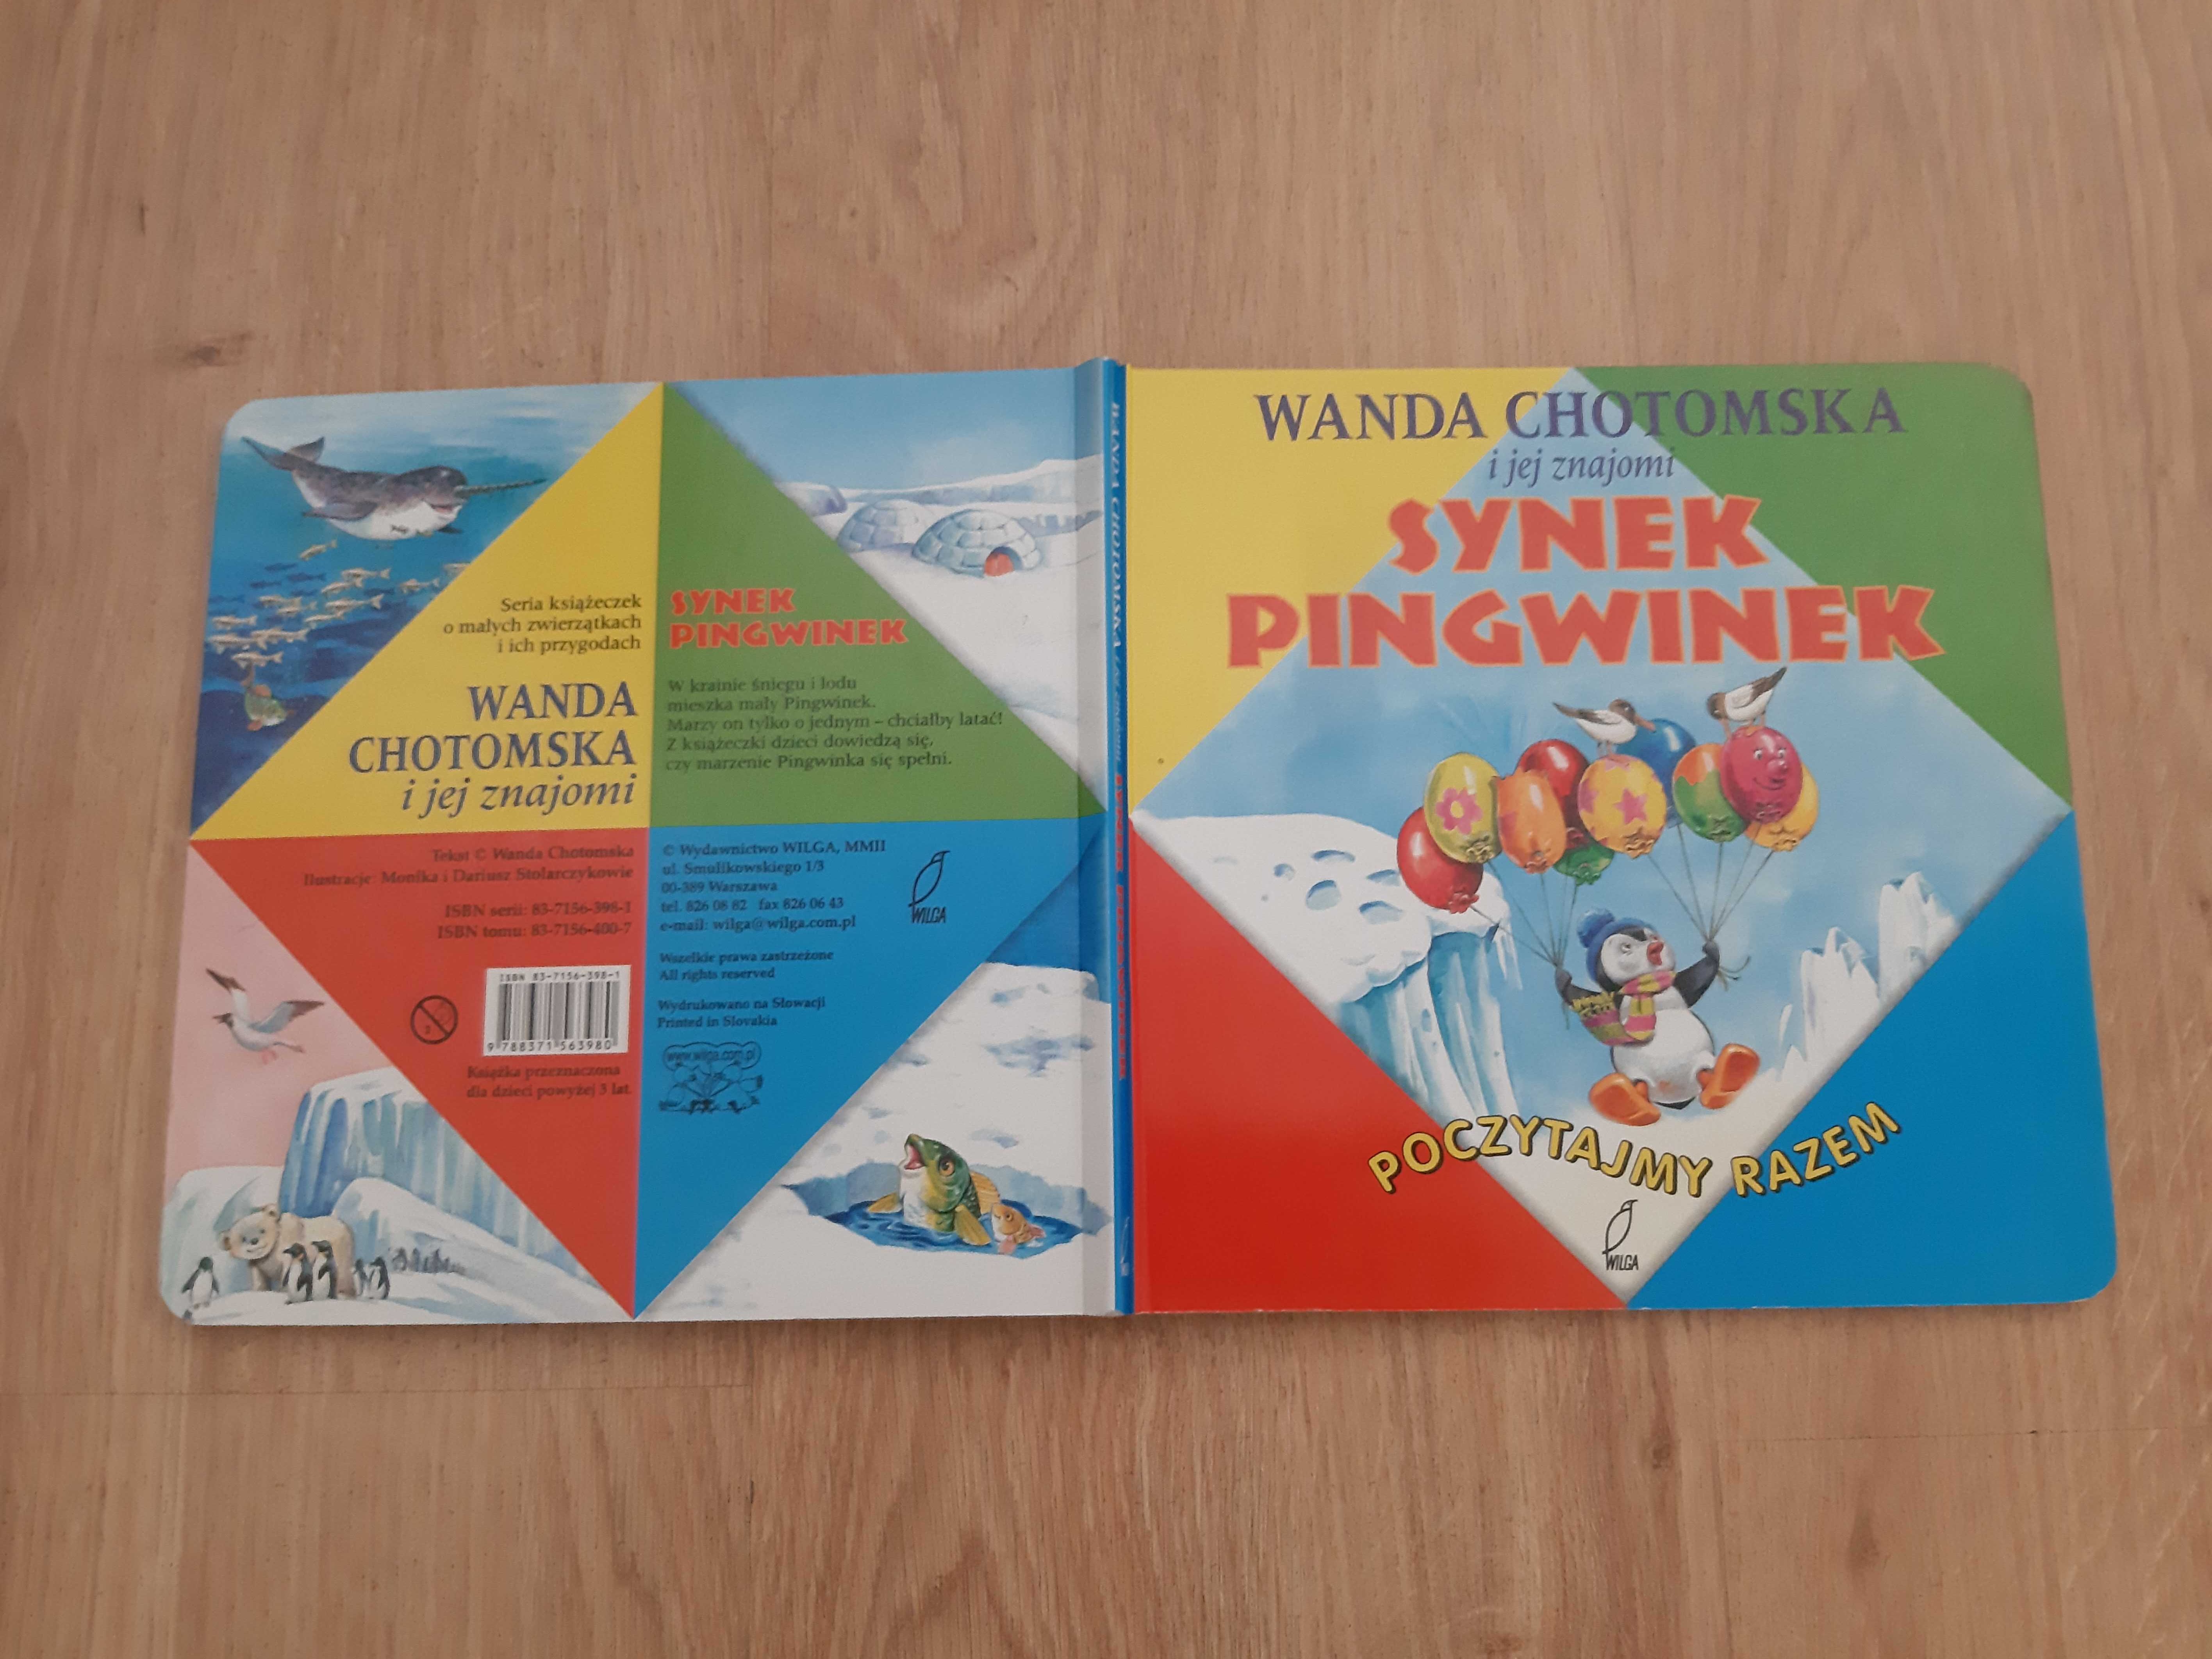 Seria książeczek
o małych zwierzątkach
i ich przygodach
WANDA
CHOTOMSKA
i jej znajomi
SYNEK
PINGWINEK
W krainie śniegu i lodu
mieszka mały Pingwinek.
Marzy on tylko o jednym – chciałby latać!
Z książeczki dzieci dowiedzą się,
czy marzenie Pingwinka się spełni.
Tekst © Wanda Chotomska
Ilustracje: Monika i Dariusz Stolarczykowie
ISBN serii: 83-7156-398-1
ISBN tomu: 83-7156-400-7
ISBN 83-7156-398-1
9 788371 563980
Książka przeznaczona
dla dzieci powyżej 3 lat.
© Wydawnictwo WILGA, MMII
ul. Smulikowskiego 1/3
00-389 Warszawa
tel. 826 08 82 fax 826 06 43
e-mail: wilga@wilga.com.pl
WILGA
Wszelkie prawa zastrzeżone
All rights reserved
Wydrukowano na Słowacji
Printed in Slovakia
www.wilga.com.pl
WANDA CHOTOMSKA i jej znajomi SYNEK PINGWINEK
WANDA CHOTOMSKA
i jej znajomi
SYNEK
PINGWINEK
POCZYTAJMY RAZEM
WILGA